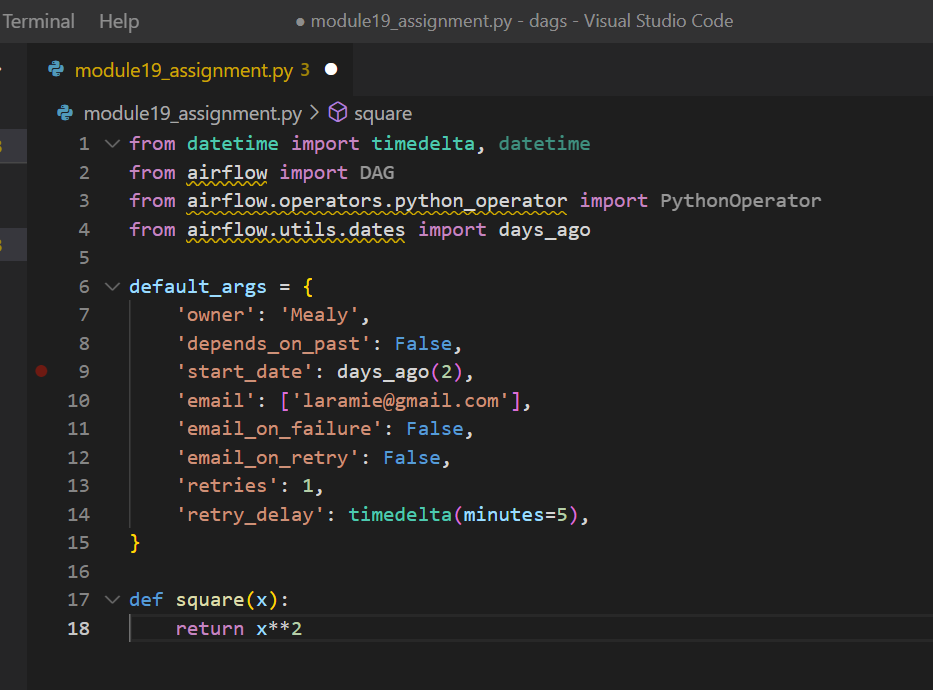 Terminal Help ● module19_assignment.py - dags - Visual Studio Code
module19_assignment.py 3 ●
module19_assignment.py > square
1 from datetime import timedelta, datetime
2 from airflow import DAG
3 from airflow.operators.python_operator import PythonOperator
4 from airflow.utils.dates import days_ago
5
6 default_args = {
7     'owner': 'Mealy',
8     'depends_on_past': False,
9     'start_date': days_ago(2),
10     'email': ['laramie@gmail.com'],
11     'email_on_failure': False,
12     'email_on_retry': False,
13     'retries': 1,
14     'retry_delay': timedelta(minutes=5),
15 }
16
17 def square(x):
18     return x**2